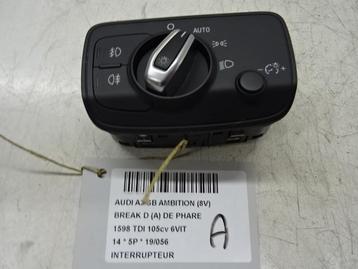 AUTO
AUDI A3 SB AMBITION (8V)
BREAK D (A) DE PHARE
1598 TDI 105cv 6VIT
14 * 5P * 19/056
INTERRUPTEUR
A